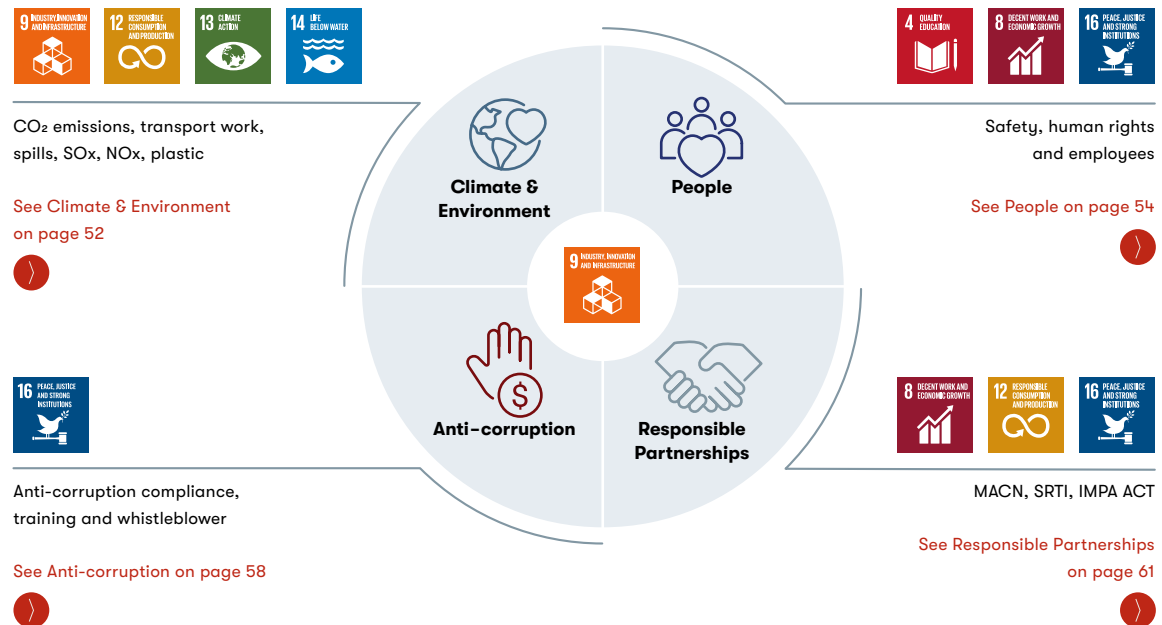 9 INDUSTRY, INNOVATION
AND INFRASTRUCTURE
12 RESPONSIBLE
CONSUMPTION
AND PRODUCTION
13 CLIMATE
ACTION
14 LIFE
BELOW WATER
CO₂ emissions, transport work,
spills, SOx, NOx, plastic
See Climate & Environment
on page 52
4 QUALITY
EDUCATION
8 DECENT WORK AND
ECONOMIC GROWTH
16 PEACE, JUSTICE
AND STRONG
INSTITUTIONS
Safety, human rights
and employees
See People on page 54
Climate &
Environment
People
9 INDUSTRY, INNOVATION
AND INFRASTRUCTURE
$
Anti-corruption
Responsible
Partnerships
16 PEACE, JUSTICE
AND STRONG
INSTITUTIONS
Anti-corruption compliance,
training and whistleblower
See Anti-corruption on page 58
8 DECENT WORK AND
ECONOMIC GROWTH
12 RESPONSIBLE
CONSUMPTION
AND PRODUCTION
16 PEACE, JUSTICE
AND STRONG
INSTITUTIONS
MACN, SRTI, IMPA ACT
See Responsible Partnerships
on page 61